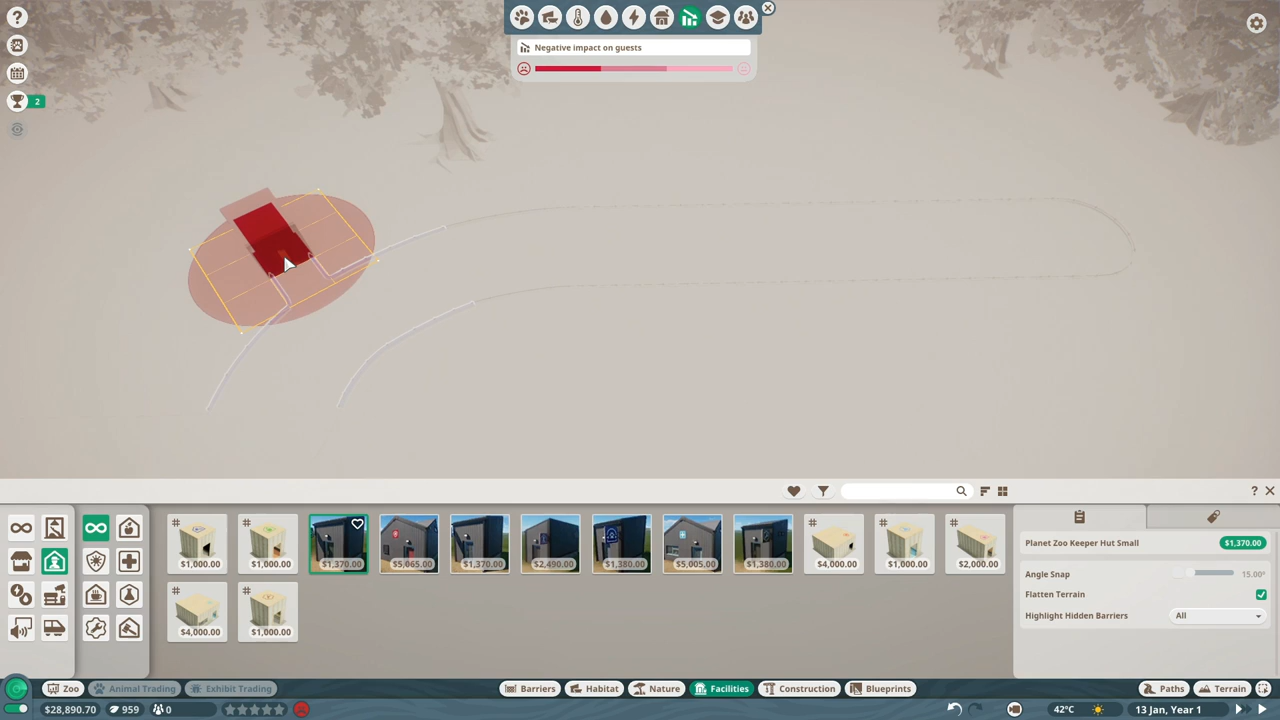 ?
2
Negative impact on guests
?
#
$1,000.00
#
$1,000.00
$1,370.00
$5,065.00
$1,370.00
$2,490.00
$1,380.00
$5,005.00
$1,380.00
#
$4,000.00
#
$1,000.00
#
$2,000.00
#
$4,000.00
#
$1,000.00
Planet Zoo Keeper Hut Small
$1,370.00
Angle Snap
15.00°
Flatten Terrain
Highlight Hidden Barriers
All
Zoo
Animal Trading
Exhibit Trading
Barriers
Habitat
Nature
Facilities
Construction
Blueprints
Paths
Terrain
$28,890.70
959
0
42°C
13 Jan, Year 1